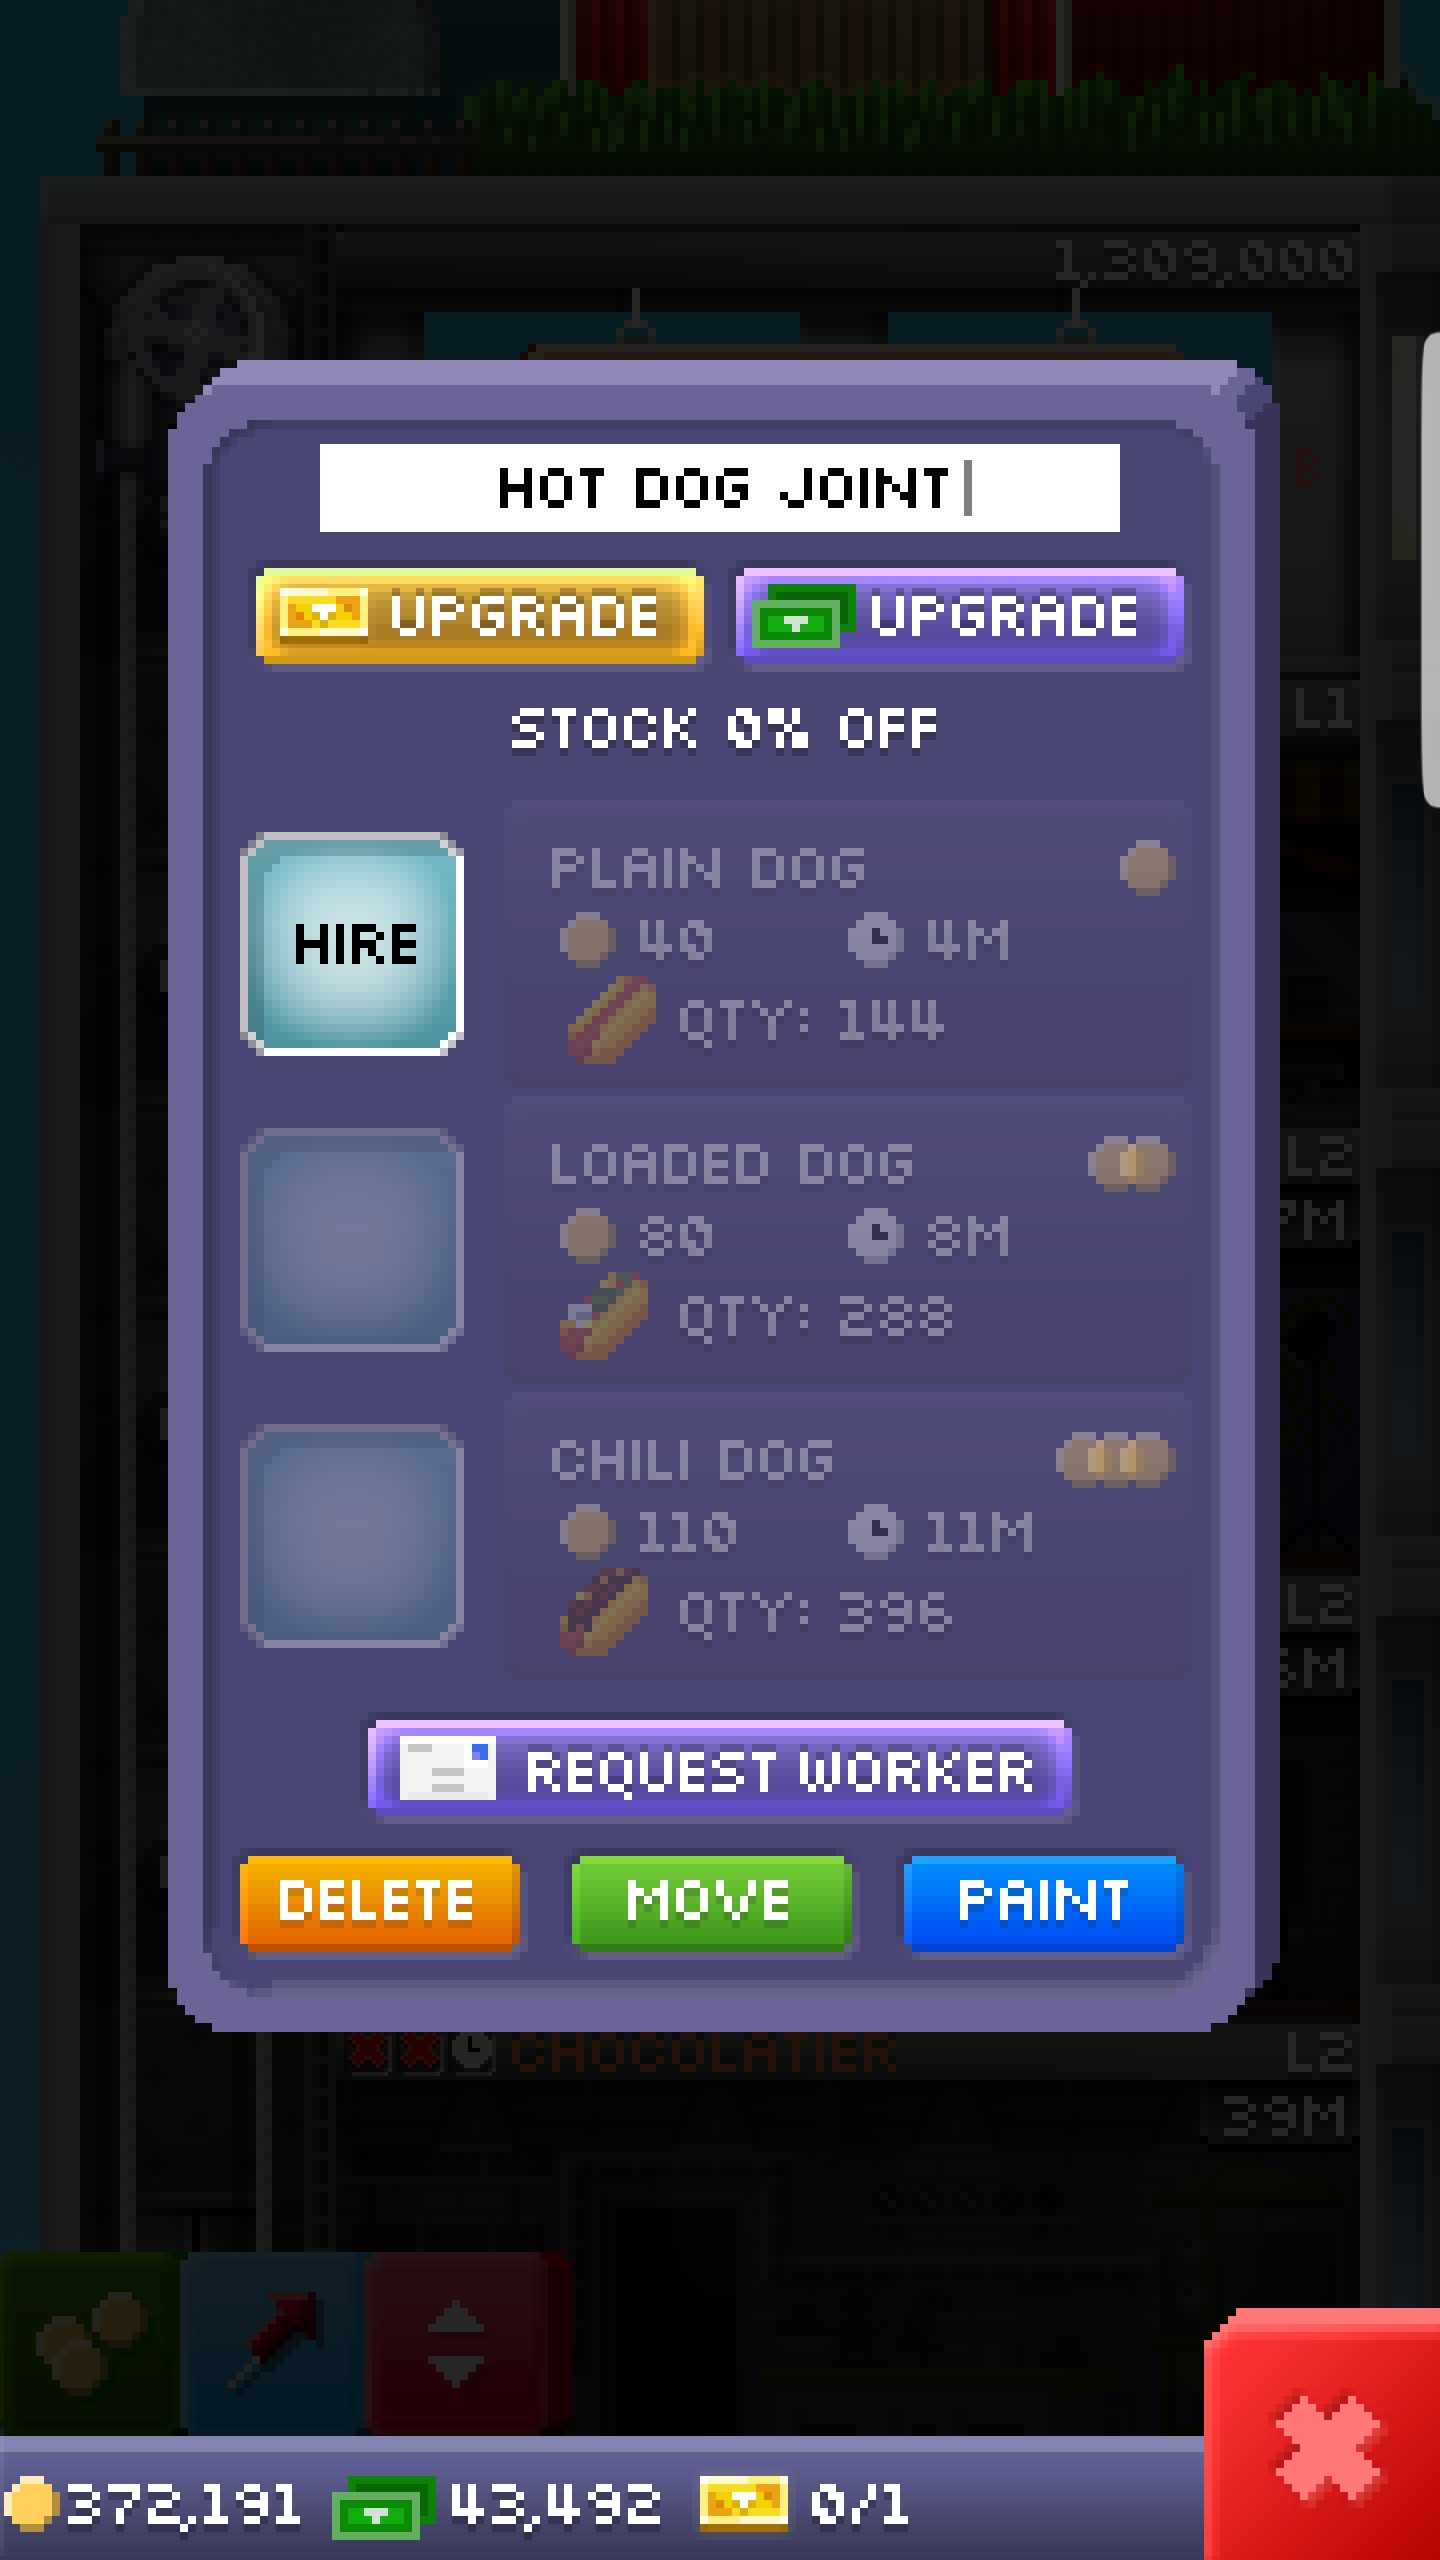 1,309,000
B
HOT DOG JOINT
UPGRADE UPGRADE
STOCK 0% OFF
L1
PLAIN DOG
HIRE
40 4M
QTY: 144
LOADED DOG
L2
80 8M
7M
QTY: 288
CHILI DOG
110 11M
QTY: 396
L2
REQUEST WORKER
DELETE MOVE PAINT
CHOCOLATIER L2
39M
372,191 43,492 0/1